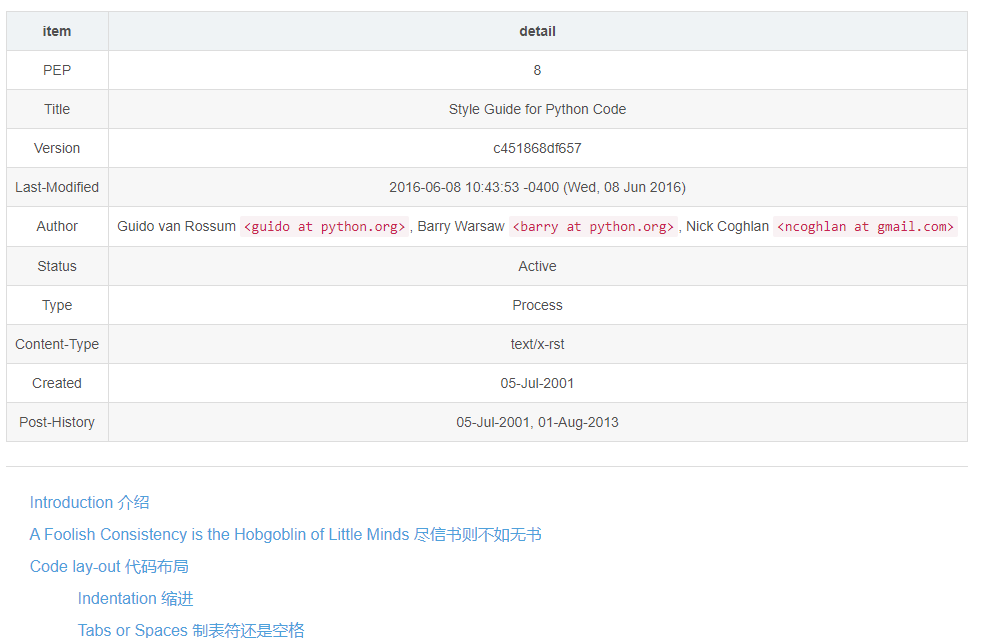 item detail
PEP 8
Title Style Guide for Python Code
Version c451868df657
Last-Modified 2016-06-08 10:43:53 -0400 (Wed, 08 Jun 2016)
Author Guido van Rossum <guido at python.org> , Barry Warsaw <barry at python.org> , Nick Coghlan <ncoghlan at gmail.com>
Status Active
Type Process
Content-Type text/x-rst
Created 05-Jul-2001
Post-History 05-Jul-2001, 01-Aug-2013
Introduction 介绍
A Foolish Consistency is the Hobgoblin of Little Minds 尽信书则不如无书
Code lay-out 代码布局
Indentation 缩进
Tabs or Spaces 制表符还是空格